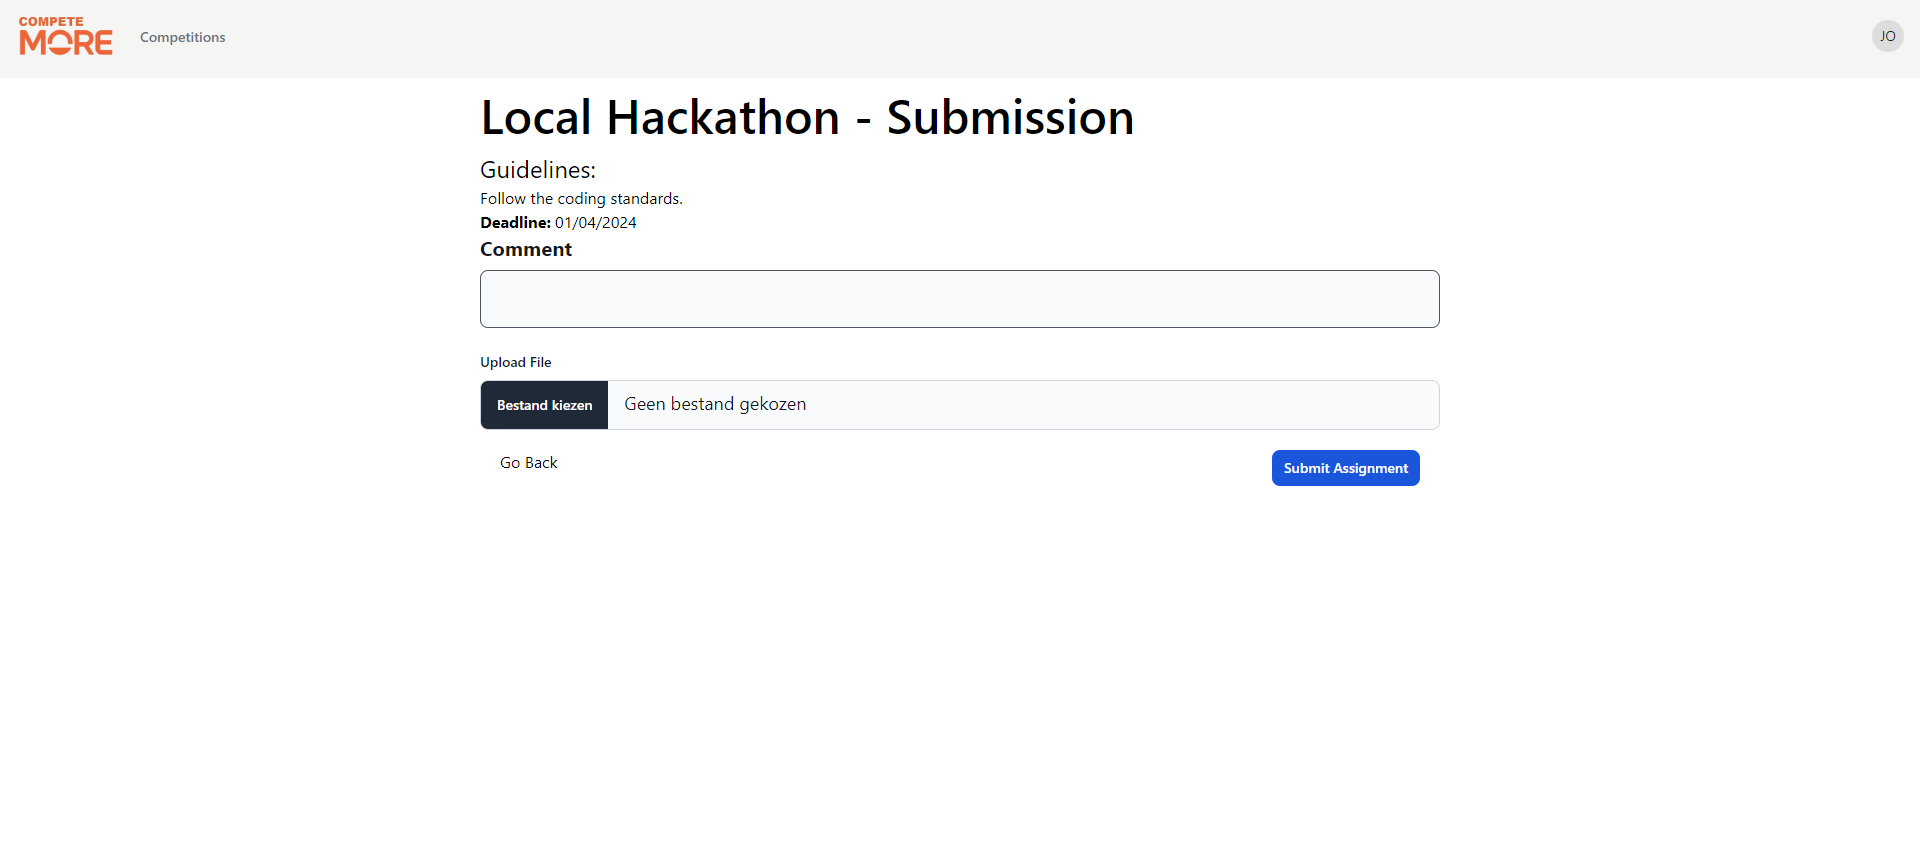 COMPETE
MORE
Competitions
JO
Local Hackathon - Submission
Guidelines:
Follow the coding standards.
Deadline: 01/04/2024
Comment
Upload File
Bestand kiezen
Geen bestand gekozen
Go Back
Submit Assignment